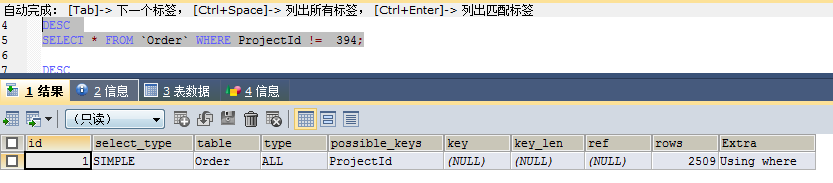 自动完成: [Tab]-> 下一个标签, [Ctrl+Space]-> 列出所有标签, [Ctrl+Enter]-> 列出匹配标签
4 DESC
5 SELECT * FROM `Order` WHERE ProjectId != 394;
6
7 DESC
1 结果 2 信息 3 表数据 4 信息
(只读)
id select_type table type possible_keys key key_len ref rows Extra
1 SIMPLE Order ALL ProjectId (NULL) (NULL) (NULL) 2509 Using where